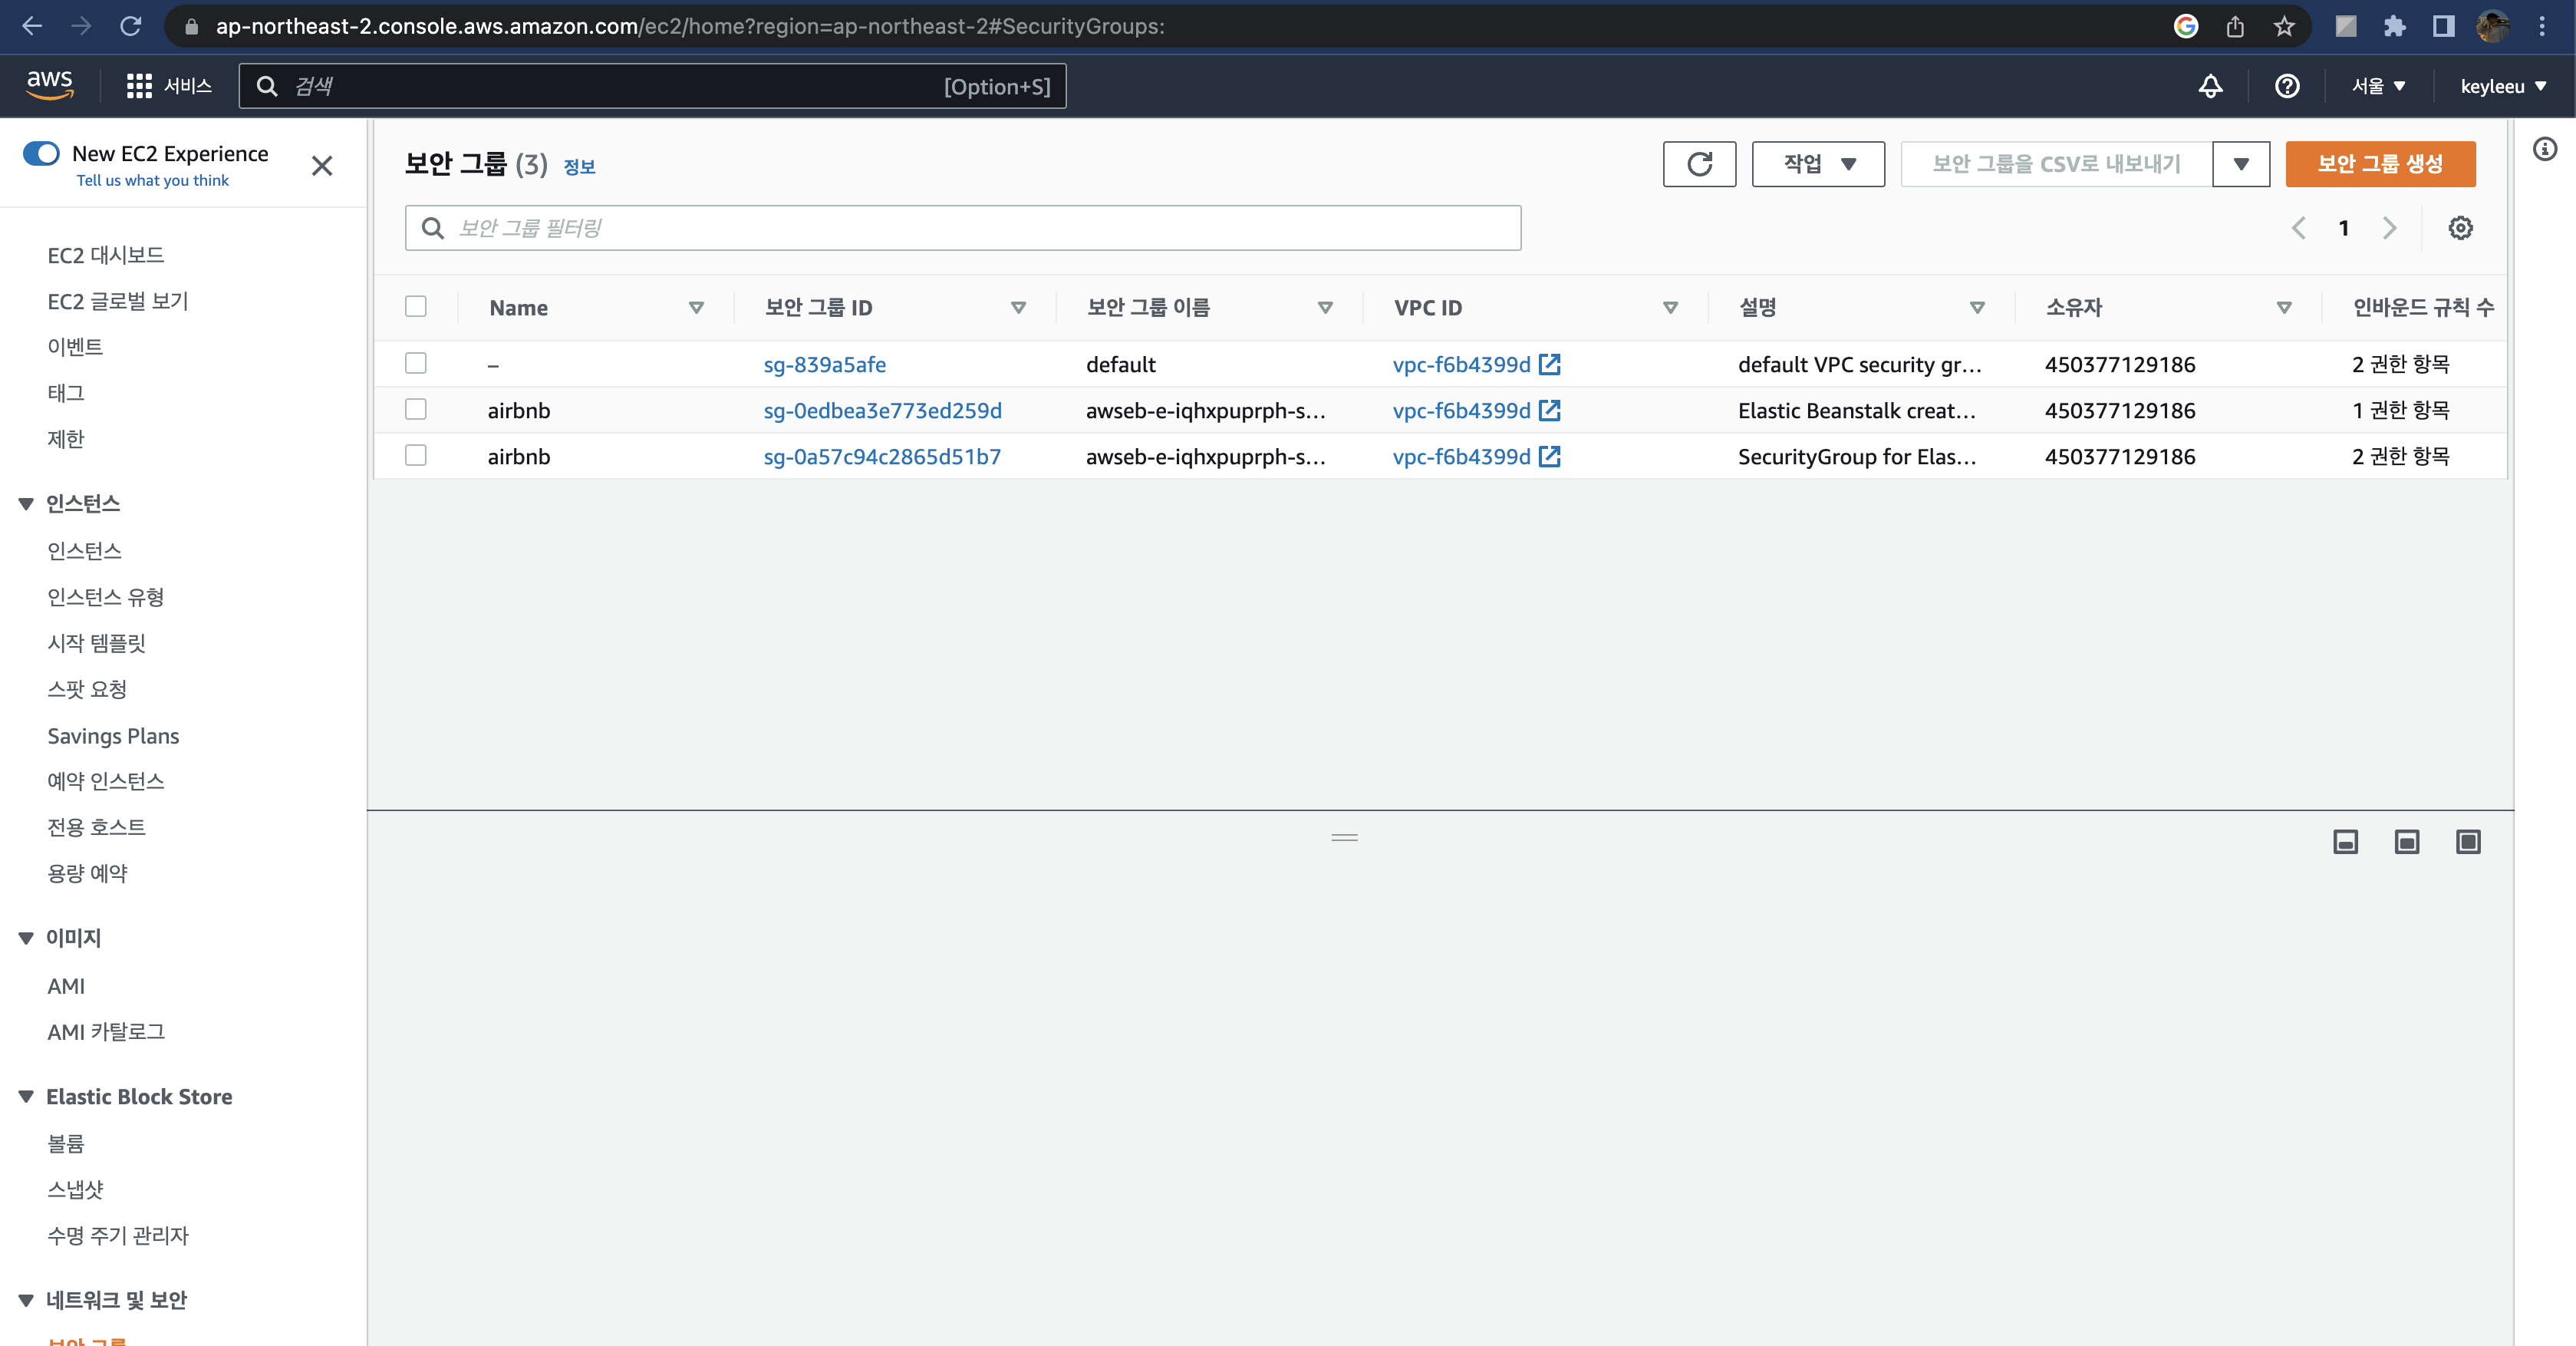 ap-northeast-2.console.aws.amazon.com/ec2/home?region=ap-northeast-2#SecurityGroups:
aws 서비스 검색 [Option+S] 서울 keyleeu
New EC2 Experience
Tell us what you think
EC2 대시보드
EC2 글로벌 보기
이벤트
태그
제한
인스턴스
인스턴스
인스턴스 유형
시작 템플릿
스팟 요청
Savings Plans
예약 인스턴스
전용 호스트
용량 예약
이미지
AMI
AMI 카탈로그
Elastic Block Store
볼륨
스냅샷
수명 주기 관리자
네트워크 및 보안
보안 그룹
보안 그룹 (3) 정보 작업 보안 그룹을 CSV로 내보내기 보안 그룹 생성
보안 그룹 필터링 1
Name 보안 그룹 ID 보안 그룹 이름 VPC ID 설명 소유자 인바운드 규칙 수
– sg-839a5afe default vpc-f6b4399d default VPC security gr... 450377129186 2 권한 항목
airbnb sg-0edbea3e773ed259d awseb-e-iqhxpuprph-s... vpc-f6b4399d Elastic Beanstalk creat... 450377129186 1 권한 항목
airbnb sg-0a57c94c2865d51b7 awseb-e-iqhxpuprph-s... vpc-f6b4399d SecurityGroup for Elas... 450377129186 2 권한 항목